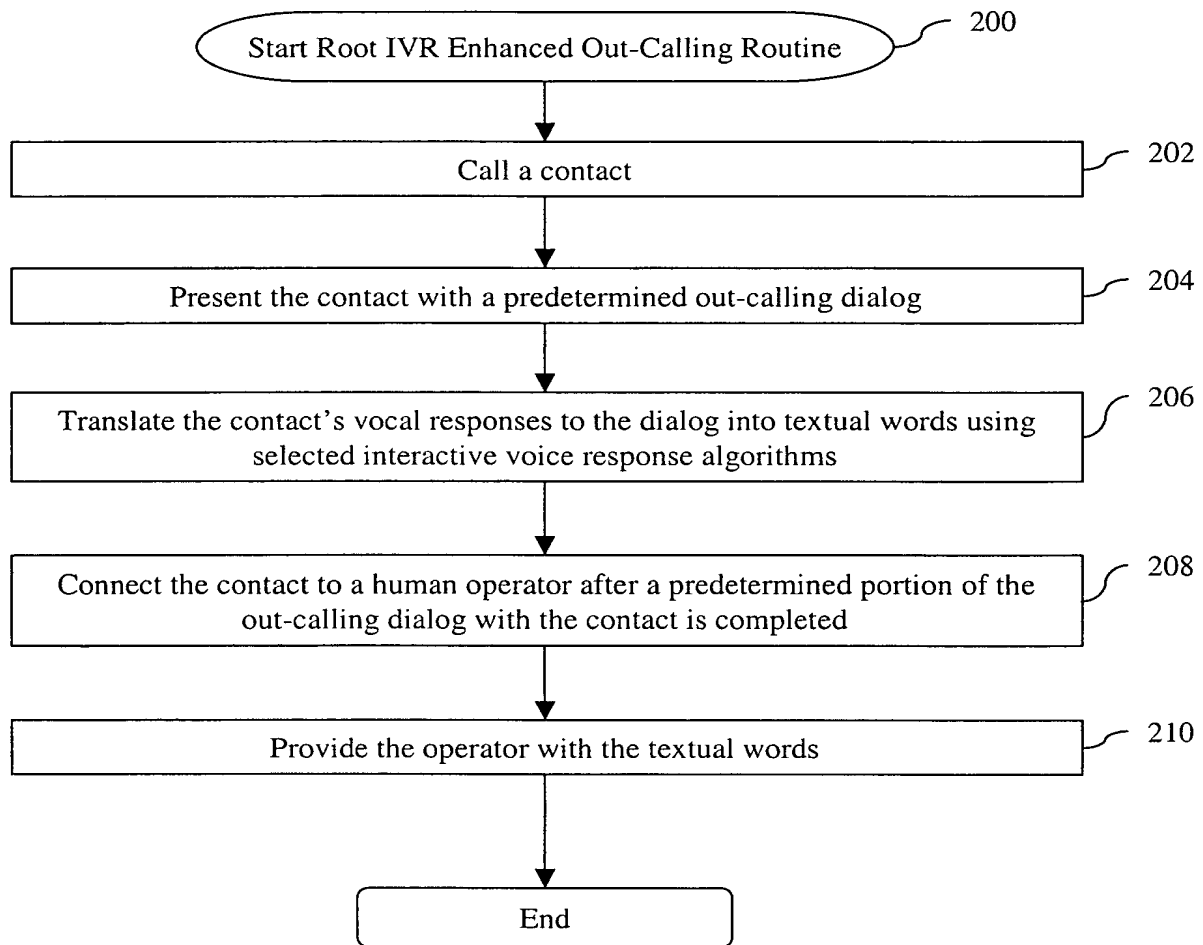 Start Root IVR Enhanced Out-Calling Routine
200
Call a contact
202
Present the contact with a predetermined out-calling dialog
204
Translate the contact's vocal responses to the dialog into textual words using
selected interactive voice response algorithms
206
Connect the contact to a human operator after a predetermined portion of the
out-calling dialog with the contact is completed
208
Provide the operator with the textual words
210
End